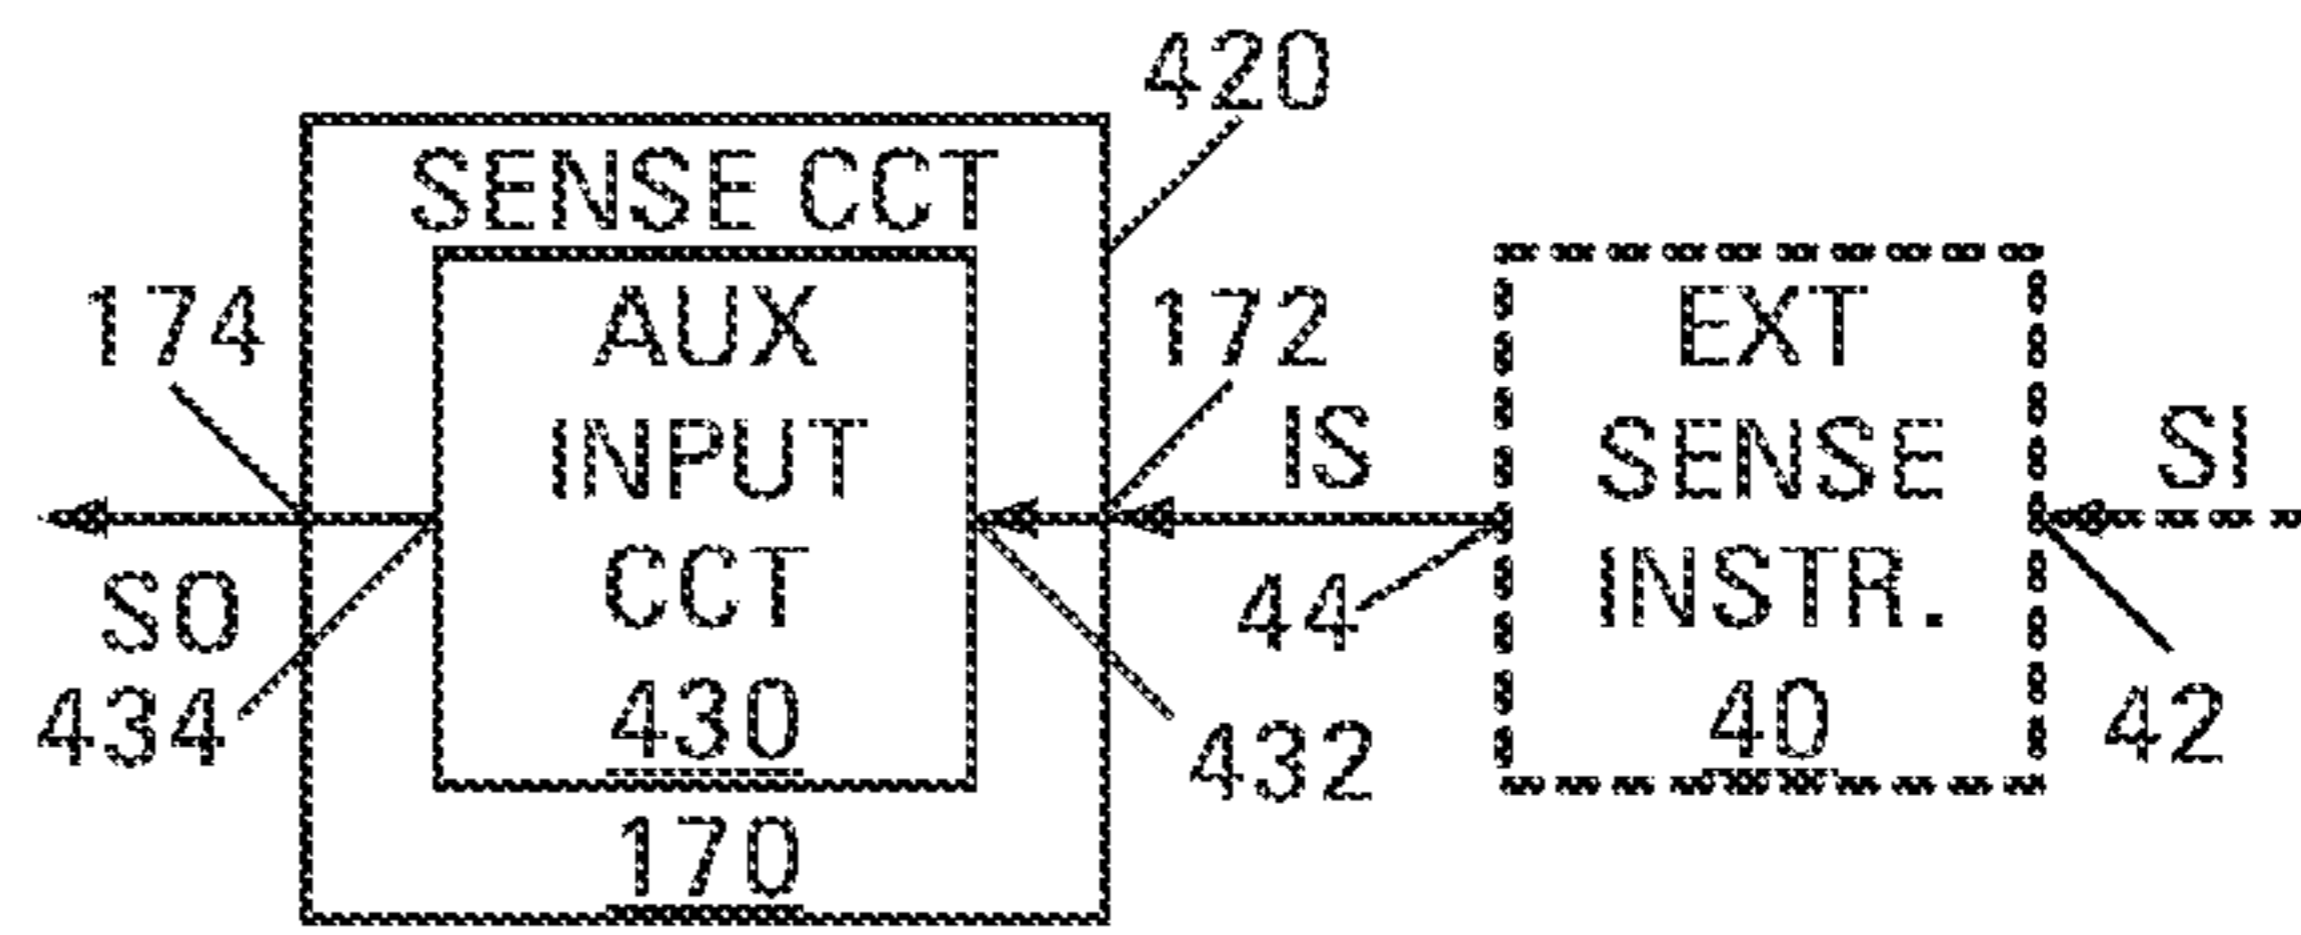 420
SENSE CCT
174
AUX
INPUT
CCT
430
170
172
IS
EXT
SENSE
INSTR.
40
SI
SO
434
44
432
42